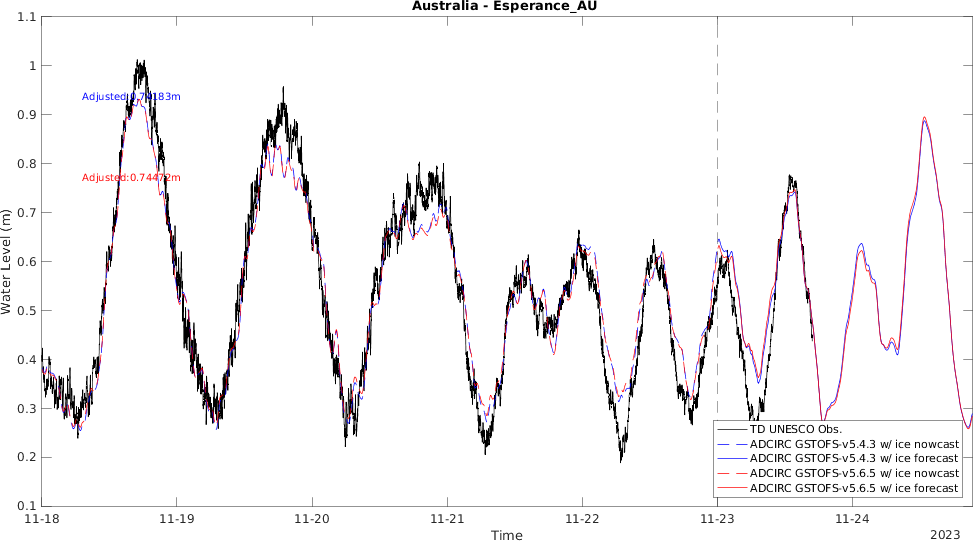 Australia - Esperance_AU
1.1
1
0.9
0.8
0.7
0.6
0.5
0.4
0.3
0.2
0.1
Water Level (m)
Adjusted:0.74183m
Adjusted:0.74472m
TD UNESCO Obs.
ADCIRC GSTOFS-v5.4.3 w/ ice nowcast
ADCIRC GSTOFS-v5.4.3 w/ ice forecast
ADCIRC GSTOFS-v5.6.5 w/ ice nowcast
ADCIRC GSTOFS-v5.6.5 w/ ice forecast
11-18
11-19
11-20
11-21
11-22
11-23
11-24
Time
2023